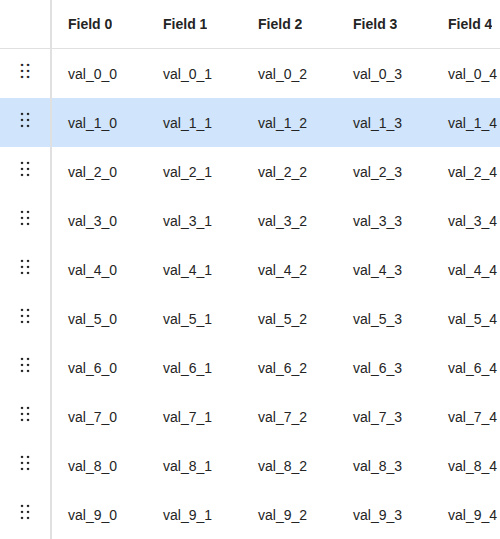 Field 0 Field 1 Field 2 Field 3 Field 4
val_0_0 val_0_1 val_0_2 val_0_3 val_0_4
val_1_0 val_1_1 val_1_2 val_1_3 val_1_4
val_2_0 val_2_1 val_2_2 val_2_3 val_2_4
val_3_0 val_3_1 val_3_2 val_3_3 val_3_4
val_4_0 val_4_1 val_4_2 val_4_3 val_4_4
val_5_0 val_5_1 val_5_2 val_5_3 val_5_4
val_6_0 val_6_1 val_6_2 val_6_3 val_6_4
val_7_0 val_7_1 val_7_2 val_7_3 val_7_4
val_8_0 val_8_1 val_8_2 val_8_3 val_8_4
val_9_0 val_9_1 val_9_2 val_9_3 val_9_4